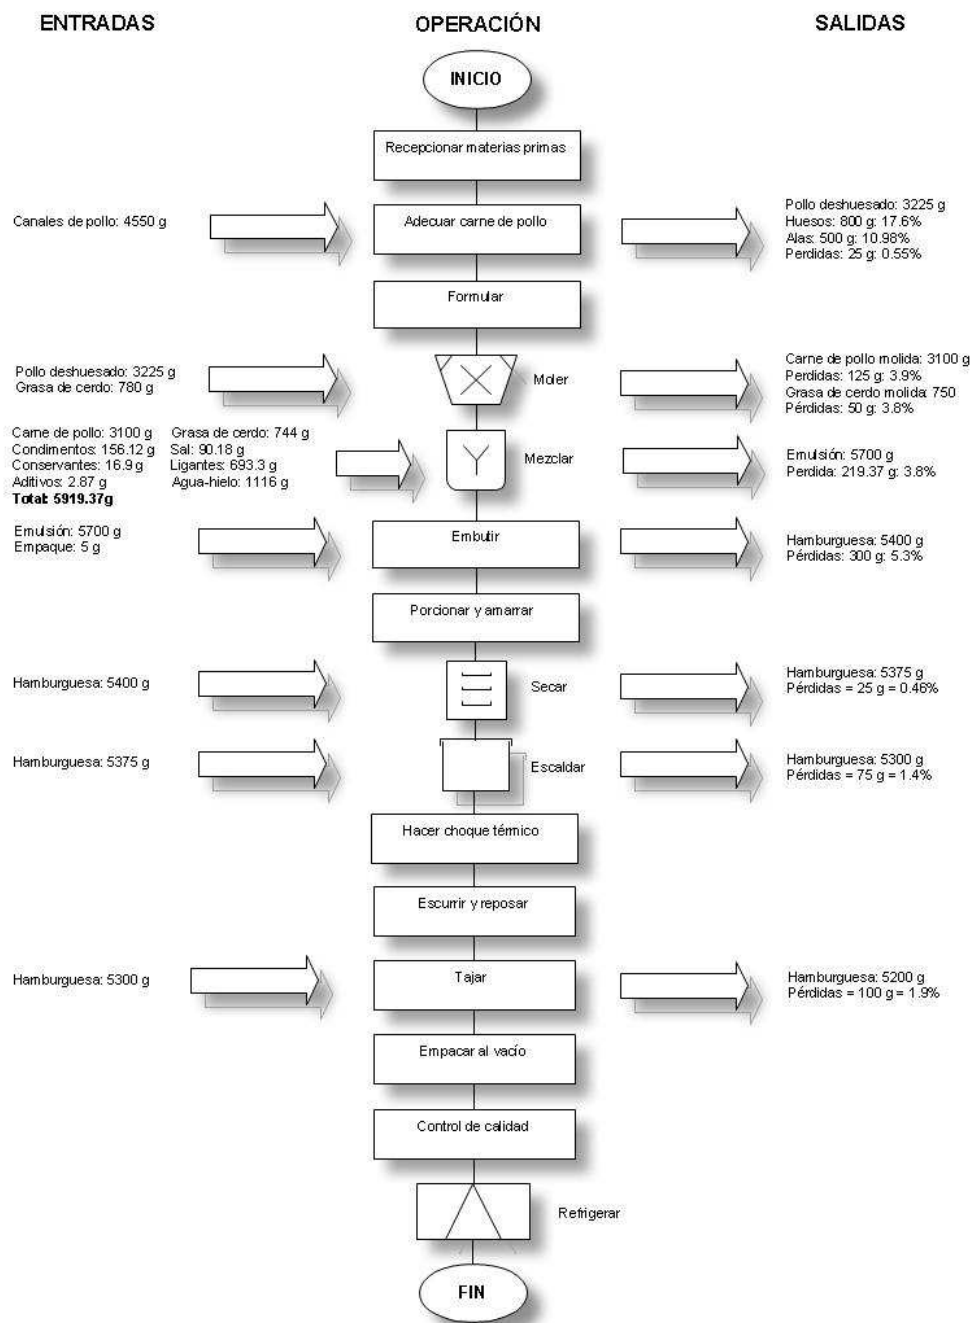 ENTRADAS OPERACIÓN SALIDAS
INICIO
Recepcionar materias primas
Canales de pollo: 4550 g
Adecuar carne de pollo
Pollo deshuesado: 3225 g
Huesos: 800 g: 17.6%
Alas: 500 g: 10.98%
Perdidas: 25 g: 0.55%
Formular
Pollo deshuesado: 3225 g
Grasa de cerdo: 780 g
Moler
Carne de pollo molida: 3100 g
Perdidas: 125 g: 3.9%
Grasa de cerdo molida: 750
Pérdidas: 50 g: 3.8%
Carne de pollo: 3100 g Grasa de cerdo: 744 g
Condimentos: 156.12 g Sal: 90.18 g
Conservantes: 16.9 g Ligantes: 693.3 g
Aditivos: 2.87 g Agua-hielo: 1116 g
Total: 5919.37g
Mezclar
Emulsión: 5700 g
Perdida: 219.37 g: 3.8%
Emulsión: 5700 g
Empaque: 5 g
Embutir
Hamburguesa: 5400 g
Pérdidas: 300 g: 5.3%
Porcionar y amarrar
Hamburguesa: 5400 g
Secar
Hamburguesa: 5375 g
Pérdidas = 25 g = 0.46%
Hamburguesa: 5375 g
Escaldar
Hamburguesa: 5300 g
Pérdidas = 75 g = 1.4%
Hacer choque térmico
Escurrir y reposar
Hamburguesa: 5300 g
Tajar
Hamburguesa: 5200 g
Pérdidas = 100 g = 1.9%
Empacar al vacío
Control de calidad
Refrigerar
FIN